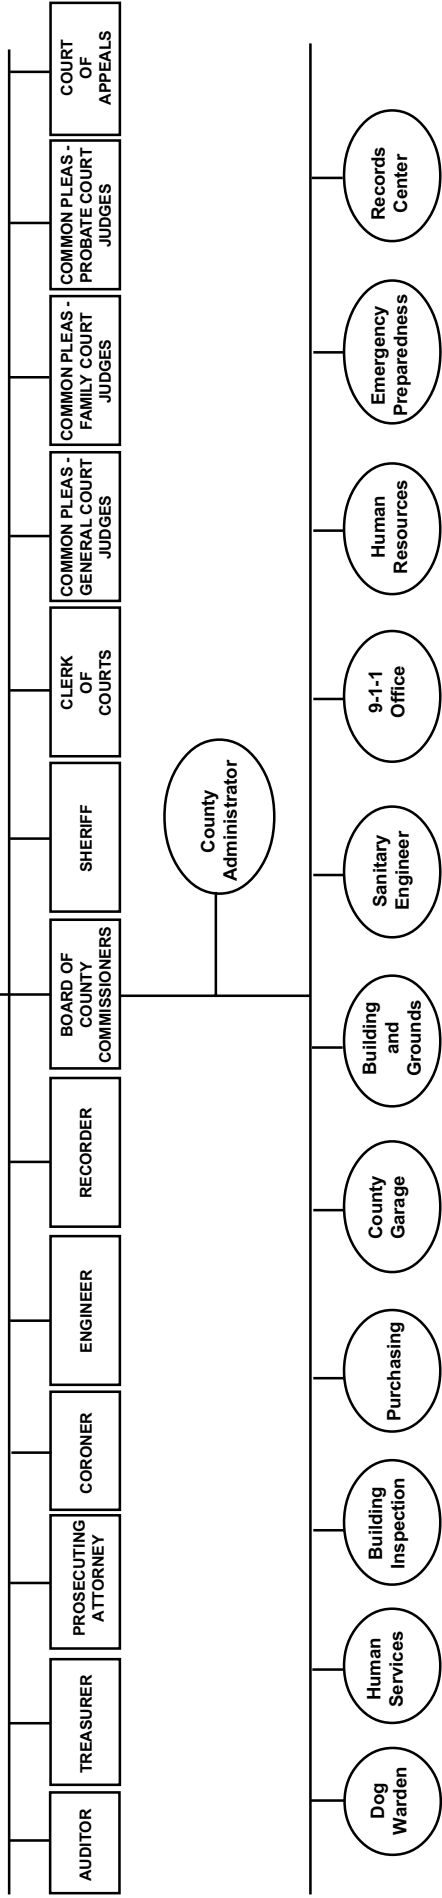 AUDITOR
TREASURER
PROSECUTING
ATTORNEY
CORONER
ENGINEER
RECORDER
BOARD OF
COUNTY
COMMISSIONERS
SHERIFF
CLERK
OF
COURTS
COMMON PLEAS -
GENERAL COURT
JUDGES
COMMON PLEAS -
FAMILY COURT
JUDGES
COMMON PLEAS -
PROBATE COURT
JUDGES
COURT
OF
APPEALS
County
Administrator
Dog
Warden
Human
Services
Building
Inspection
Purchasing
County
Garage
Building
and
Grounds
Sanitary
Engineer
9-1-1
Office
Human
Resources
Emergency
Preparedness
Records
Center